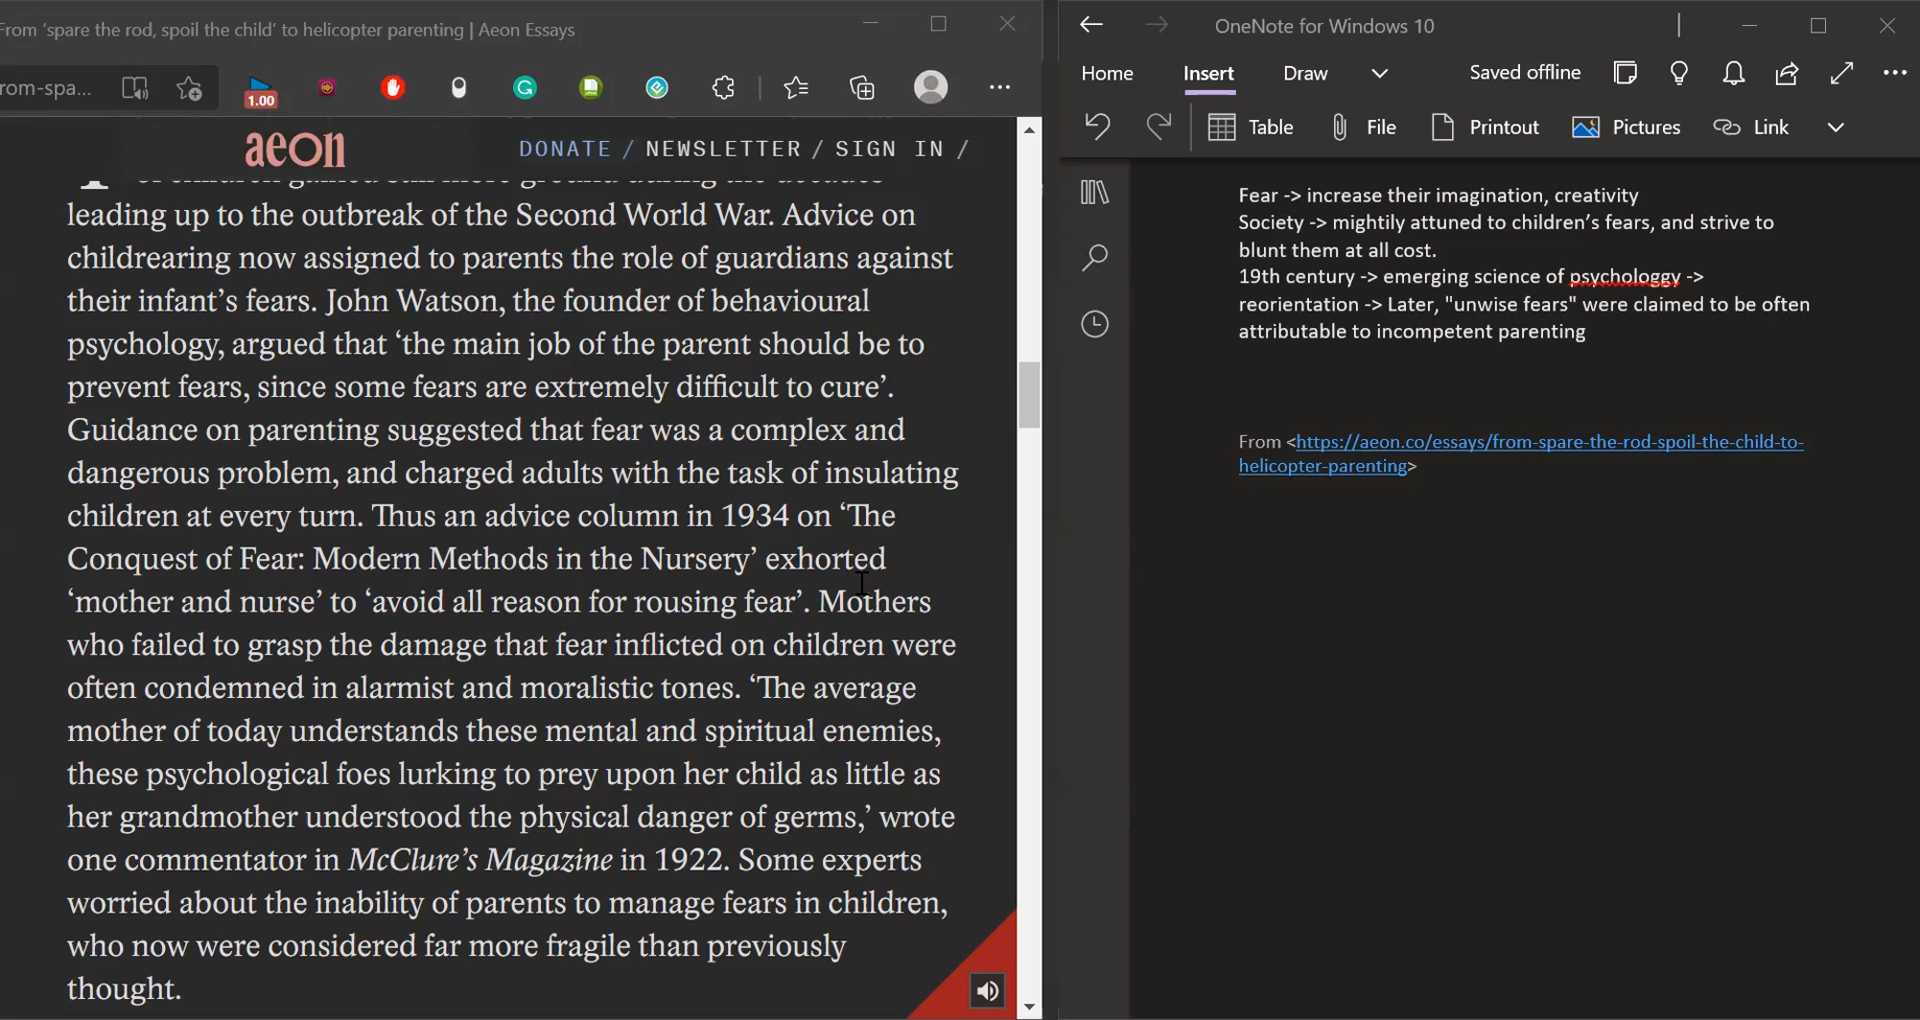 From ‘spare the rod, spoil the child’ to helicopter parenting | Aeon Essays
rom-spa...
1.00
aeon
DONATE / NEWSLETTER / SIGN IN /
of children gained still more ground during the decade
leading up to the outbreak of the Second World War. Advice on
childrearing now assigned to parents the role of guardians against
their infant’s fears. John Watson, the founder of behavioural
psychology, argued that ‘the main job of the parent should be to
prevent fears, since some fears are extremely difficult to cure’.
Guidance on parenting suggested that fear was a complex and
dangerous problem, and charged adults with the task of insulating
children at every turn. Thus an advice column in 1934 on ‘The
Conquest of Fear: Modern Methods in the Nursery’ exhorted
‘mother and nurse’ to ‘avoid all reason for rousing fear’. Mothers
who failed to grasp the damage that fear inflicted on children were
often condemned in alarmist and moralistic tones. ‘The average
mother of today understands these mental and spiritual enemies,
these psychological foes lurking to prey upon her child as little as
her grandmother understood the physical danger of germs,’ wrote
one commentator in McClure’s Magazine in 1922. Some experts
worried about the inability of parents to manage fears in children,
who now were considered far more fragile than previously
thought.
OneNote for Windows 10
Home Insert Draw Saved offline
Table File Printout Pictures Link
Fear -> increase their imagination, creativity
Society -> mightily attuned to children’s fears, and strive to
blunt them at all cost.
19th century -> emerging science of psychologgy ->
reorientation -> Later, "unwise fears" were claimed to be often
attributable to incompetent parenting
From <https://aeon.co/essays/from-spare-the-rod-spoil-the-child-to-
helicopter-parenting>